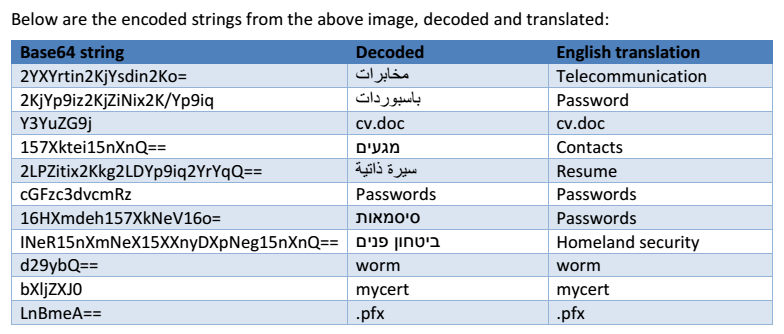 Below are the encoded strings from the above image, decoded and translated:
Base64 string Decoded English translation
2YXYrtin2KjYsdin2Ko= مخابرات Telecommunication
2KjYp9iz2KjZiNix2K/Yp9iq باسبوردات Password
Y3YuZG9j cv.doc cv.doc
157Xktei15nXnQ== מגעים Contacts
2LPZitix2Kkg2LDYp9iq2YrYqQ== سيرة ذاتية Resume
cGFzc3dvcmRz Passwords Passwords
16HXmdeh157XkNeV16o= סיסמאות Passwords
INeR15nXmNeX15XXnyDXpNeg15nXnQ== ביטחון פנים Homeland security
d29ybQ== worm worm
bXljZXJ0 mycert mycert
LnBmeA== .pfx .pfx